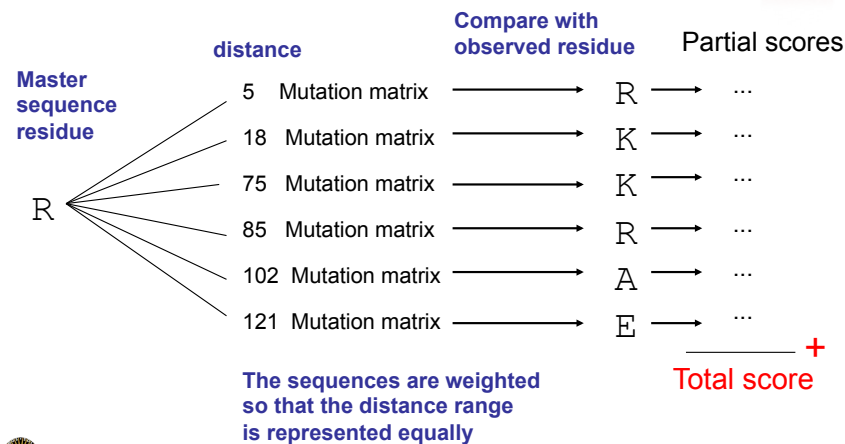 Compare with
observed residue
Partial scores
distance
Master
sequence
residue
R
5 Mutation matrix R ...
18 Mutation matrix K ...
75 Mutation matrix K ...
85 Mutation matrix R ...
102 Mutation matrix A ...
121 Mutation matrix E ...
+
Total score
The sequences are weighted
so that the distance range
is represented equally